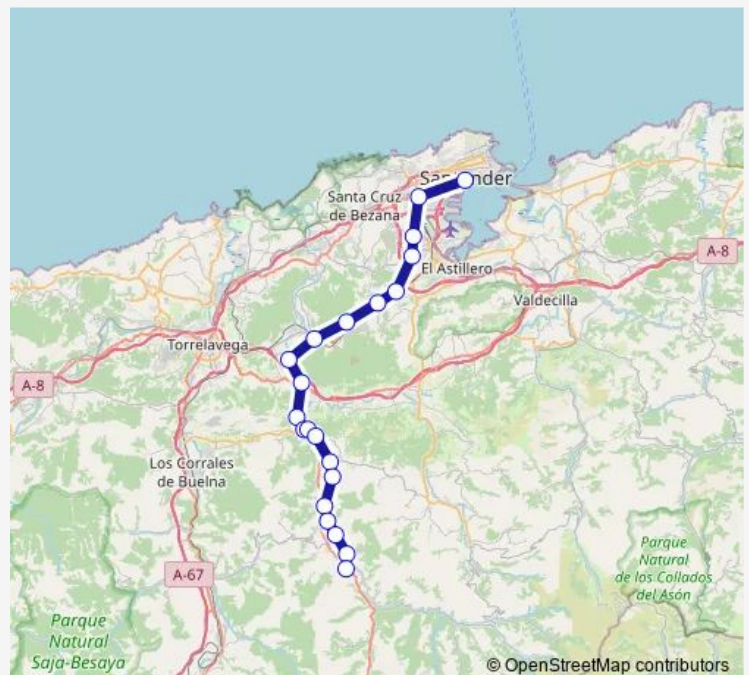 Santander
Santa Cruz
de Bezana
A-8
El Astillero
Valdecilla
Torrelavega
A-8
Los Corrales
de Buelna
A-67
Parque
Natural
de los Collados
del Asón
Parque
Natural
Saja-Besaya
© OpenStreetMap contributors